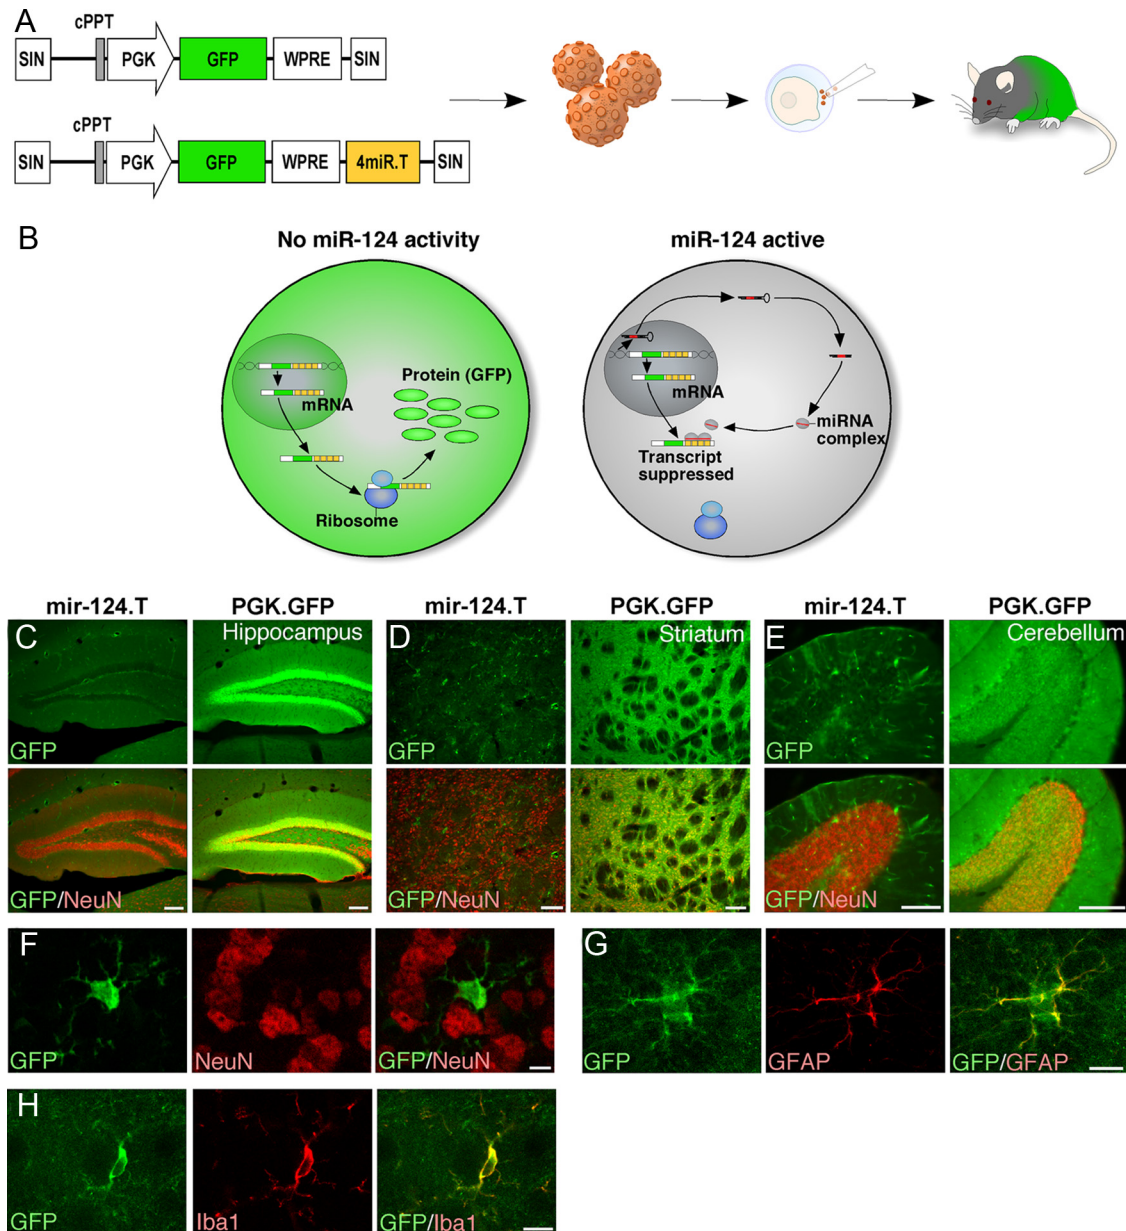 A
cPPT
SIN PGK GFP WPRE SIN
cPPT
SIN PGK GFP WPRE 4miR.T SIN
B
No miR-124 activity
miR-124 active
Protein (GFP)
mRNA
Ribosome
mRNA
miRNA
complex
Transcript
suppressed
mir-124.T PGK.GFP mir-124.T PGK.GFP mir-124.T PGK.GFP
C Hippocampus D Striatum E Cerebellum
GFP GFP GFP
GFP/NeuN GFP/NeuN GFP/NeuN
F G
GFP NeuN GFP/NeuN GFP GFAP GFP/GFAP
H
GFP Iba1 GFP/Iba1